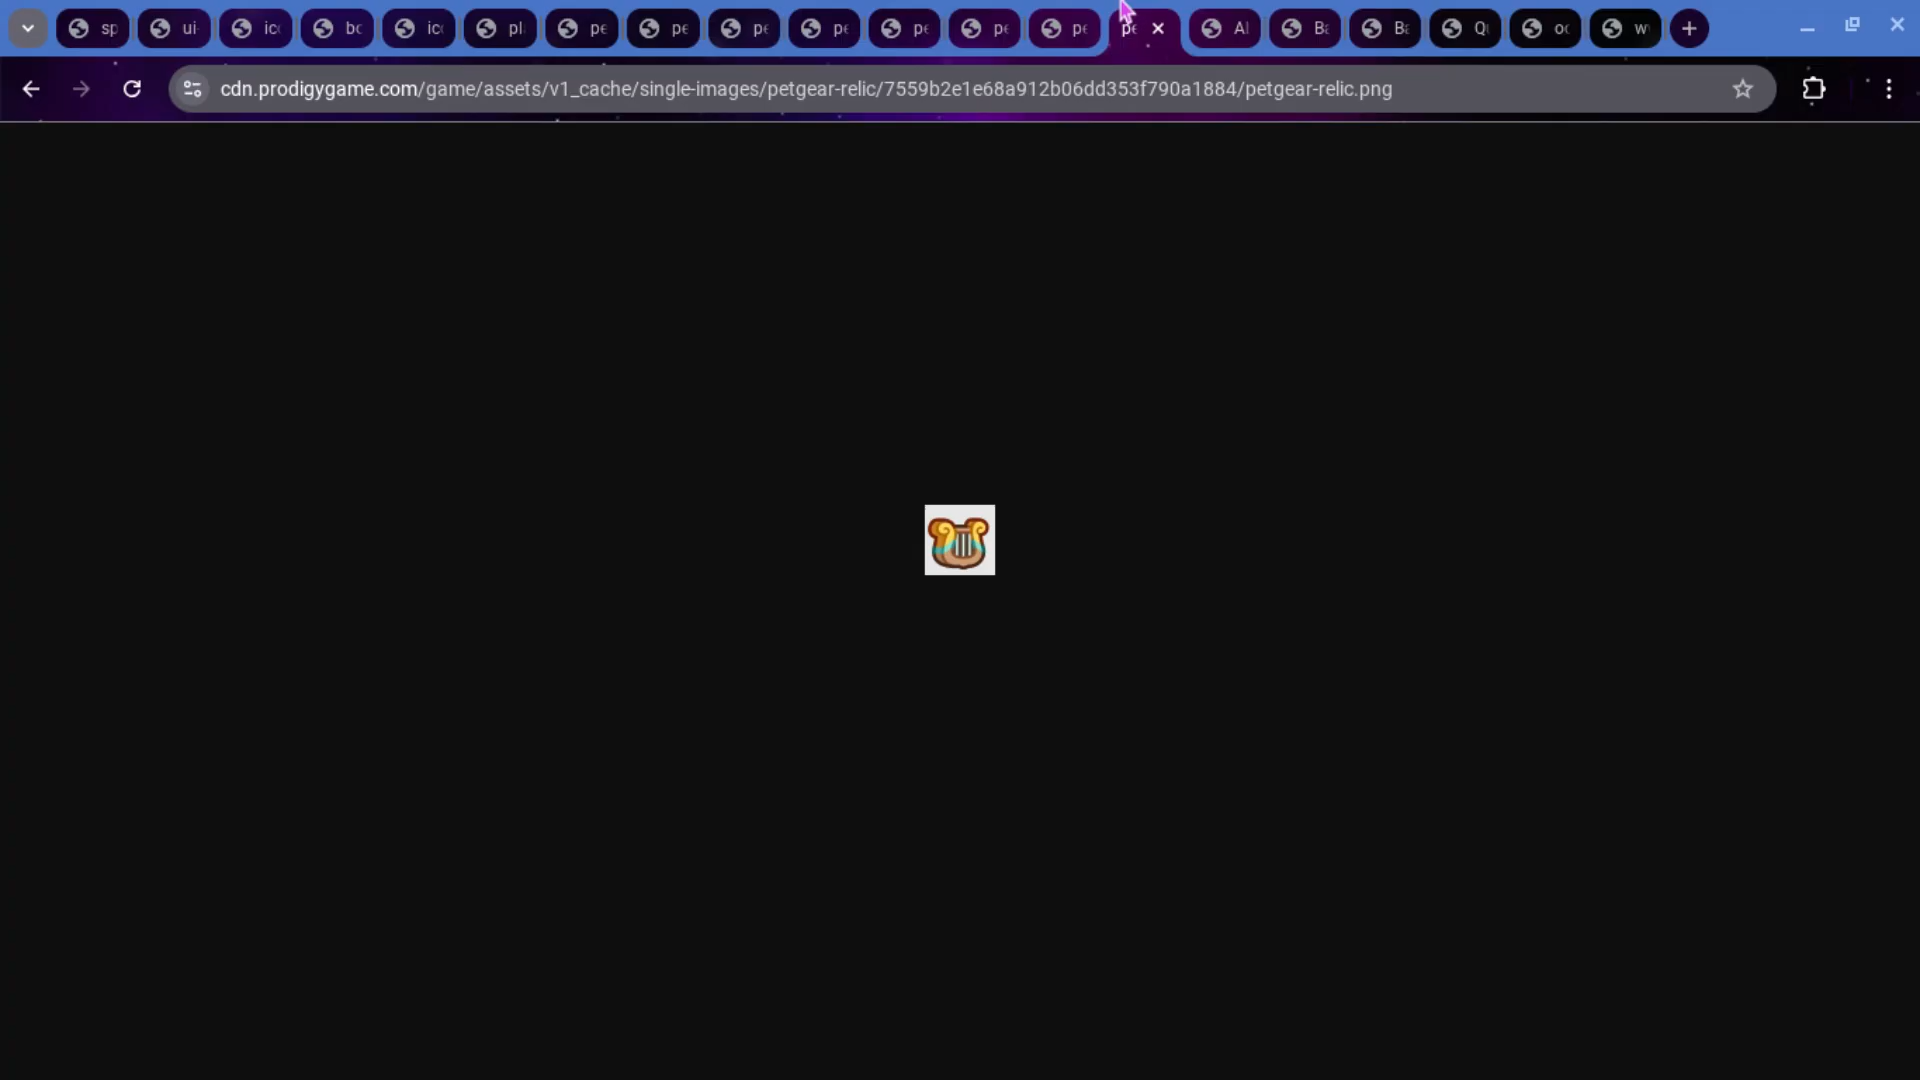 sp ui- ic bc ic pl pe pe pe pe pe pe pe pe Al Ba Ba Q oc w
cdn.prodigygame.com/game/assets/v1_cache/single-images/petgear-relic/7559b2e1e68a912b06dd353f790a1884/petgear-relic.png